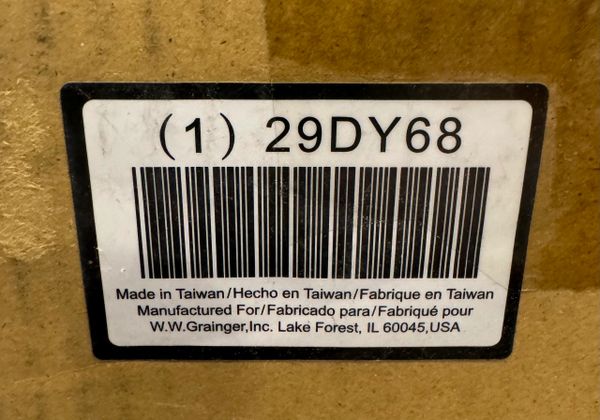 (1) 29DY68
Made in Taiwan/Hecho en Taiwan/Fabrique en Taiwan
Manufactured For/Fabricado para/Fabriqué pour
W.W.Grainger,Inc. Lake Forest, IL 60045,USA